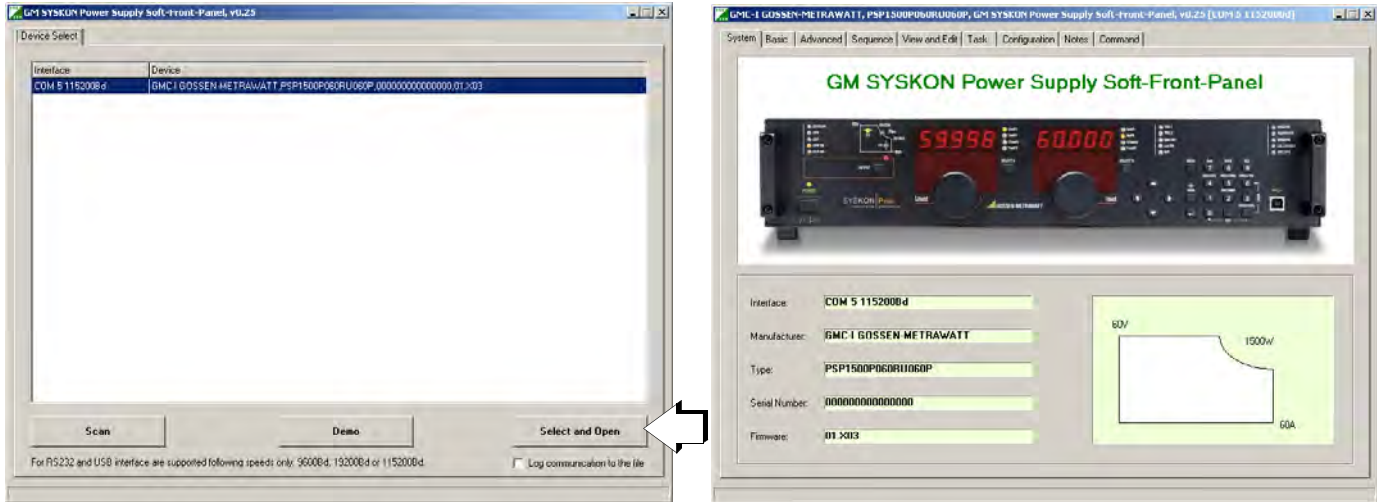 GM SYSKON Power Supply Soft-Front-Panel, v0.25
Device Select
Interface Device
COM 5 115200Bd GMC-I GOSSEN-METRAWATT,PSP1500P060RU060P,000000000000000,01.X03
Scan Demo Select and Open
For RS232 and USB interface are supported following speeds only: 9600Bd, 19200Bd or 115200Bd. Log communication to the file
GMC-I GOSSEN-METRAWATT, PSP1500P060RU060P, GM SYSKON Power Supply Soft-Front-Panel, v0.25 [COM 5 115200Bd]
System Basic Advanced Sequence View and Edit Task Configuration Notes Command
GM SYSKON Power Supply Soft-Front-Panel
59.998 60.000
SYSKON
GOSSEN METRAWATT
Interface: COM 5 115200Bd
Manufacturer: GMC-I GOSSEN-METRAWATT
Type: PSP1500P060RU060P
Serial Number: 000000000000000
Firmware: 01.X03
60V
1500W
60A